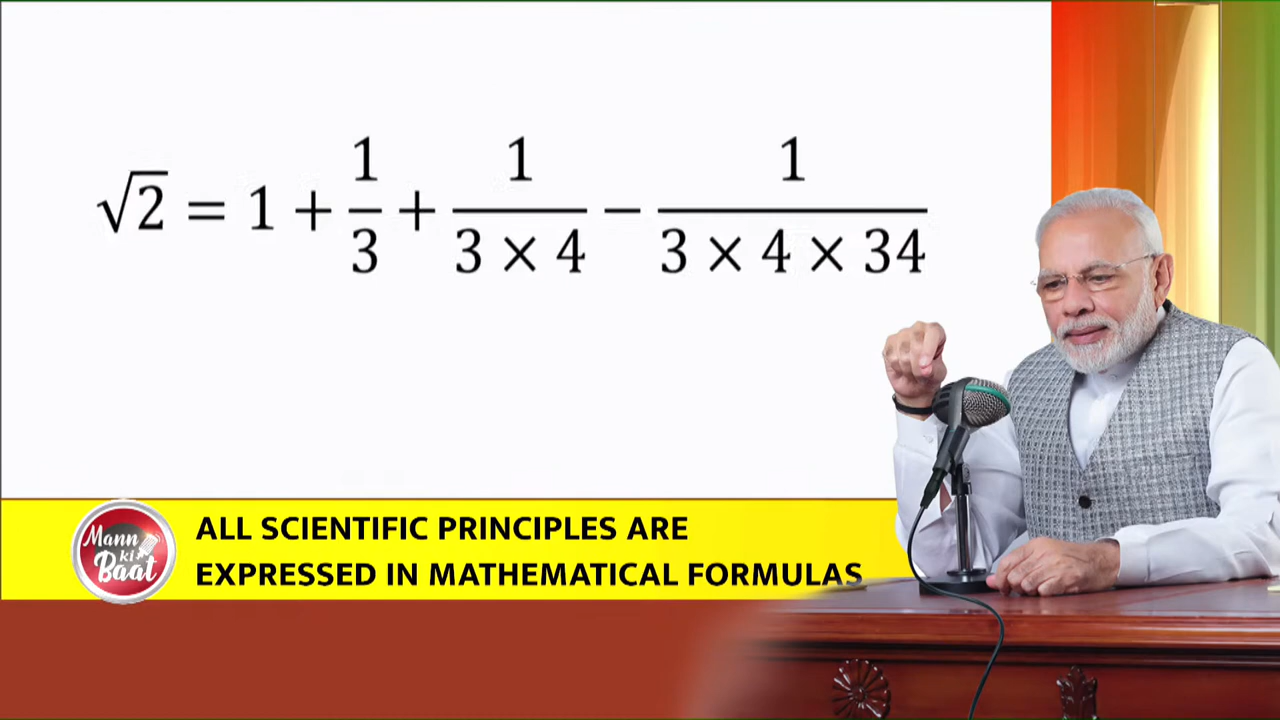 √2 = 1 + 1/3 + 1/(3 × 4) − 1/(3 × 4 × 34)
Mann
ki
Baat
ALL SCIENTIFIC PRINCIPLES ARE
EXPRESSED IN MATHEMATICAL FORMULAS